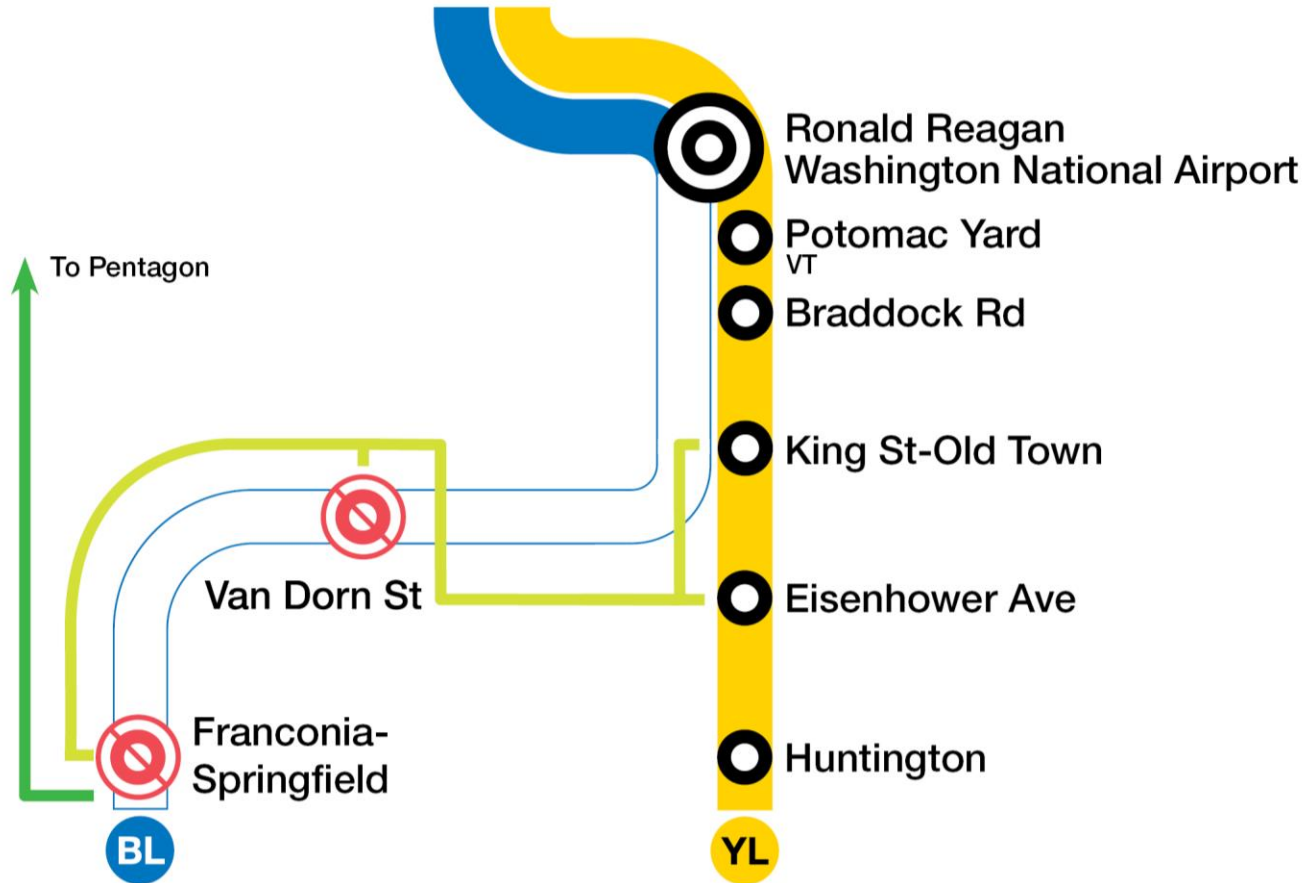 Ronald Reagan
Washington National Airport
Potomac Yard
VT
To Pentagon
Braddock Rd
King St-Old Town
Van Dorn St
Eisenhower Ave
Franconia-
Springfield
Huntington
BL
YL